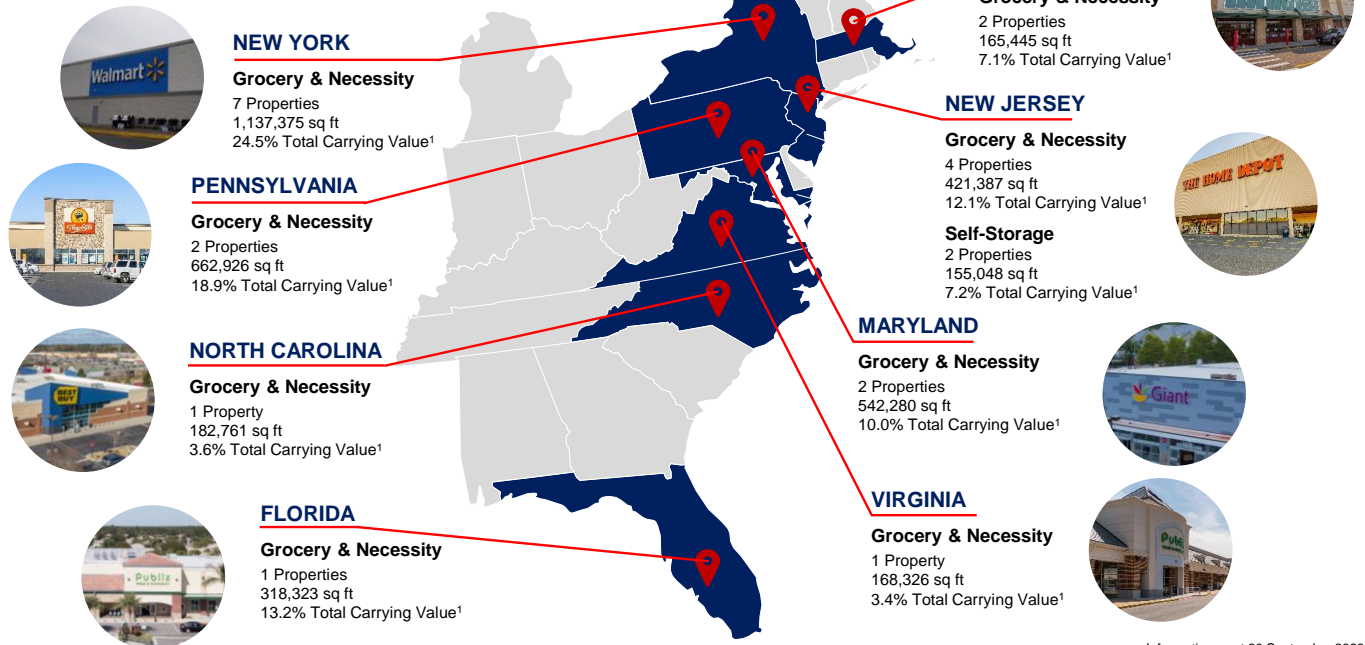 Grocery & Necessity
2 Properties
165,445 sq ft
7.1% Total Carrying Value¹
NEW YORK
Grocery & Necessity
7 Properties
1,137,375 sq ft
24.5% Total Carrying Value¹
Walmart
NEW JERSEY
Grocery & Necessity
4 Properties
421,387 sq ft
12.1% Total Carrying Value¹
Self-Storage
2 Properties
155,048 sq ft
7.2% Total Carrying Value¹
THE HOME DEPOT
PENNSYLVANIA
Grocery & Necessity
2 Properties
662,926 sq ft
18.9% Total Carrying Value¹
ShopRite
MARYLAND
Grocery & Necessity
2 Properties
542,280 sq ft
10.0% Total Carrying Value¹
Giant
NORTH CAROLINA
Grocery & Necessity
1 Property
182,761 sq ft
3.6% Total Carrying Value¹
BEST
BUY
VIRGINIA
Grocery & Necessity
1 Property
168,326 sq ft
3.4% Total Carrying Value¹
Publix
FLORIDA
Grocery & Necessity
1 Properties
318,323 sq ft
13.2% Total Carrying Value¹
Publix